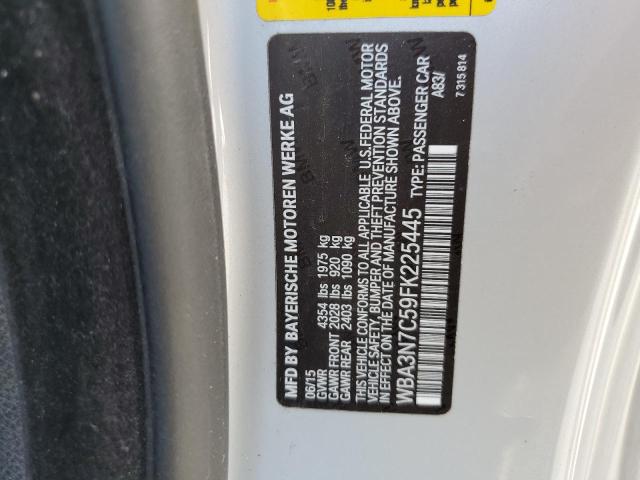 MFD BY BAYERISCHE MOTOREN WERKE AG
06/15
GVWR 4354 lbs 1975 kg
GAWR FRONT 2028 lbs 920 kg
GAWR REAR 2403 lbs 1090 kg
THIS VEHICLE CONFORMS TO ALL APPLICABLE U.S.FEDERAL MOTOR
VEHICLE SAFETY, BUMPER AND THEFT PREVENTION STANDARDS
IN EFFECT ON THE DATE OF MANUFACTURE SHOWN ABOVE.
WBA3N7C59FK225445 TYPE: PASSENGER CAR
A83/
7 315 814